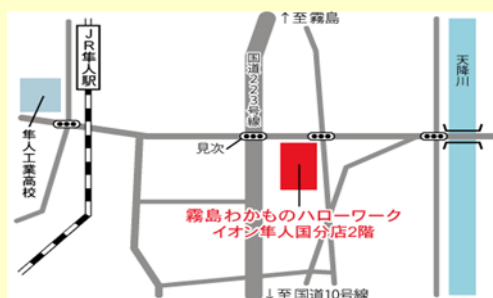 ↑至霧島
JR隼人駅
国道223号線
天降川
隼人工業高校
見次
霧島わかものハローワーク
イオン隼人国分店2階
↓至国道10号線